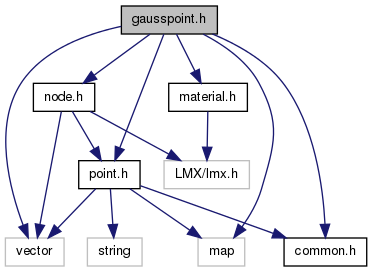 gausspoint.h
node.h
material.h
point.h
LMX/lmx.h
vector
string
map
common.h